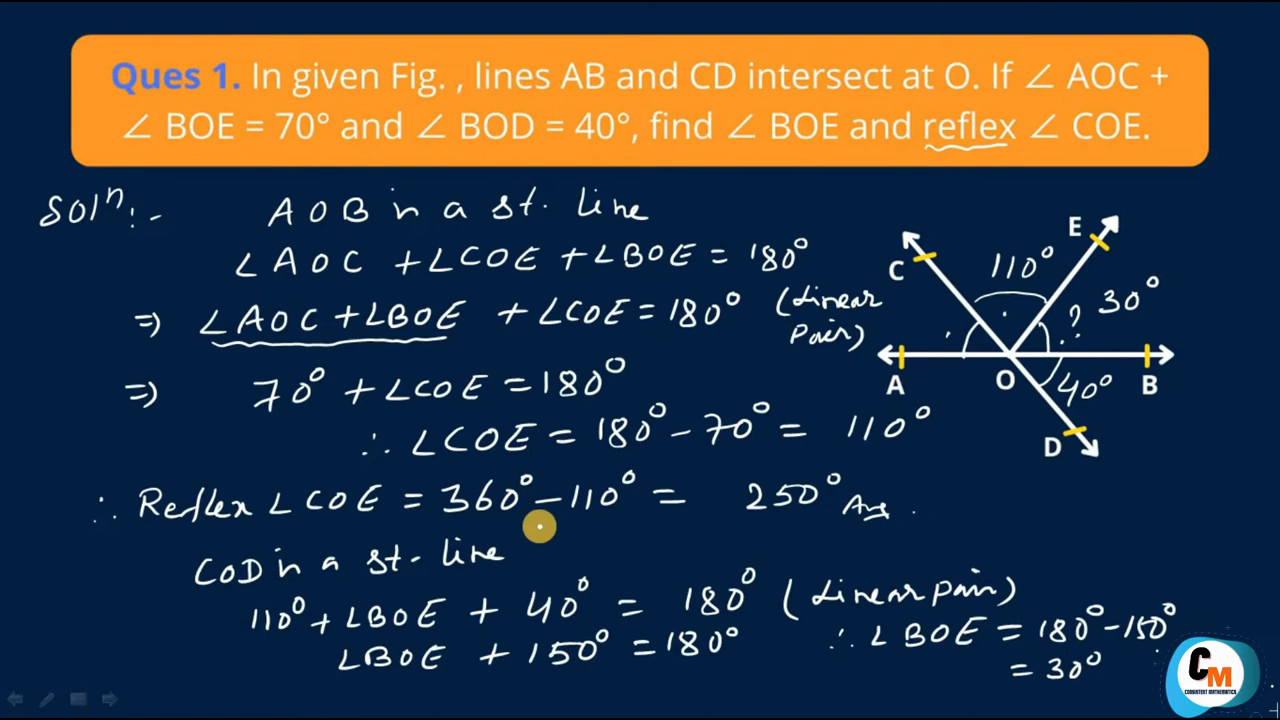 Ques 1. In given Fig. , lines AB and CD intersect at O. If ∠ AOC +
∠ BOE = 70° and ∠ BOD = 40°, find ∠ BOE and reflex ∠ COE.
Solⁿ:- AOB is a st. line
∠AOC + ∠COE + ∠BOE = 180°
⇒ ∠AOC + ∠BOE + ∠COE = 180° (Linear
Pair)
⇒ 70° + ∠COE = 180°
∴ ∠COE = 180° - 70° = 110°
∴ Reflex ∠COE = 360° - 110° = 250° Ans.
COD is a st. line
110° + ∠BOE + 40° = 180° (Linear pair)
∠BOE + 150° = 180°
∴ ∠BOE = 180° - 150°
= 30°
E
C
110°
30°
?
A
O
40°
B
D
CM
CONSISTENT MATHEMATICS